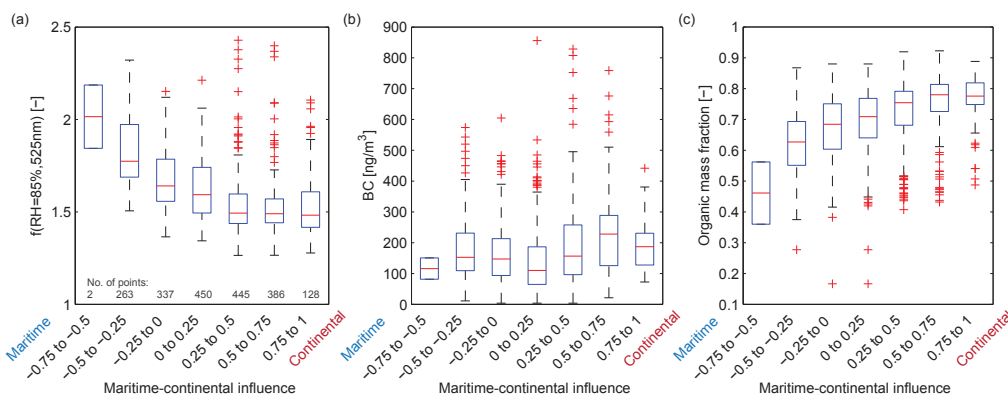 (a)
2.5
2
1.5
1
f(RH=85%,525nm) [−]
No. of points:
2 263 337 450 445 386 128
Maritime
−0.75 to −0.5
−0.5 to −0.25
−0.25 to 0
0 to 0.25
0.25 to 0.5
0.5 to 0.75
0.75 to 1
Continental
Maritime-continental influence
(b)
900
800
700
600
500
400
300
200
100
0
BC [ng/m³]
Maritime
−0.75 to −0.5
−0.5 to −0.25
−0.25 to 0
0 to 0.25
0.25 to 0.5
0.5 to 0.75
0.75 to 1
Continental
Maritime-continental influence
(c)
1
0.9
0.8
0.7
0.6
0.5
0.4
0.3
0.2
0.1
Organic mass fraction [−]
Maritime
−0.75 to −0.5
−0.5 to −0.25
−0.25 to 0
0 to 0.25
0.25 to 0.5
0.5 to 0.75
0.75 to 1
Continental
Maritime-continental influence